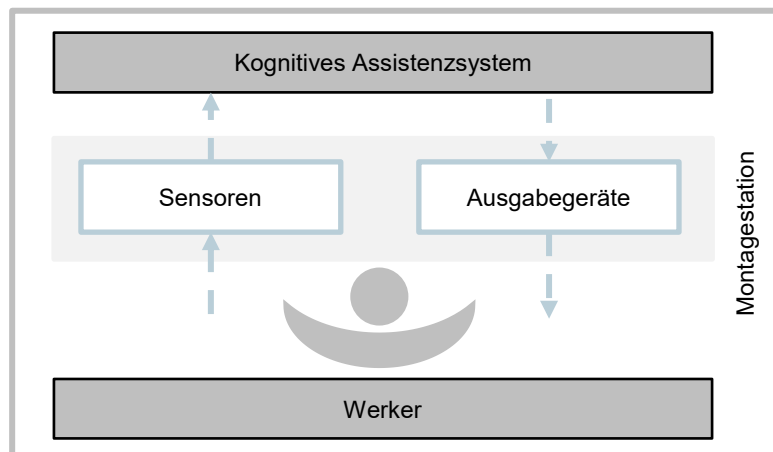 Kognitives Assistenzsystem
Sensoren
Ausgabegeräte
Montagestation
Werker